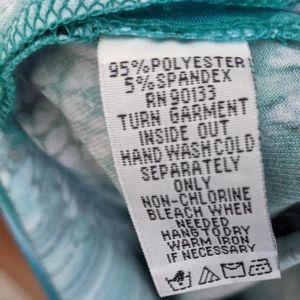 95% POLYESTER
5% SPANDEX
RN 90133
TURN GARMENT
INSIDE OUT
HAND WASH COLD
SEPARATELY
ONLY
NON-CHLORINE
BLEACH WHEN
NEEDED
HANG TO DRY
WARM IRON
IF NECESSARY